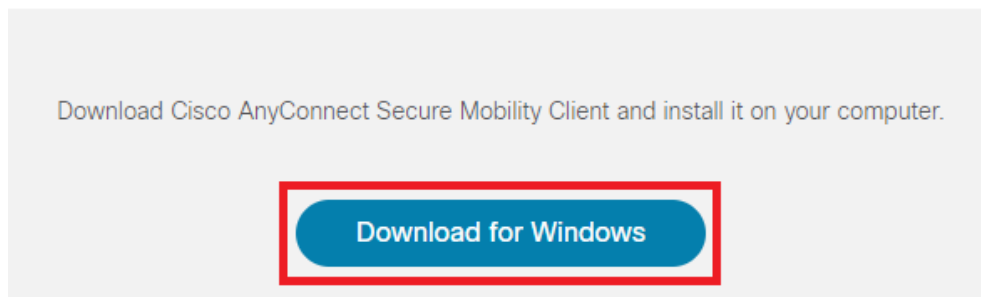 Download Cisco AnyConnect Secure Mobility Client and install it on your computer.
Download for Windows